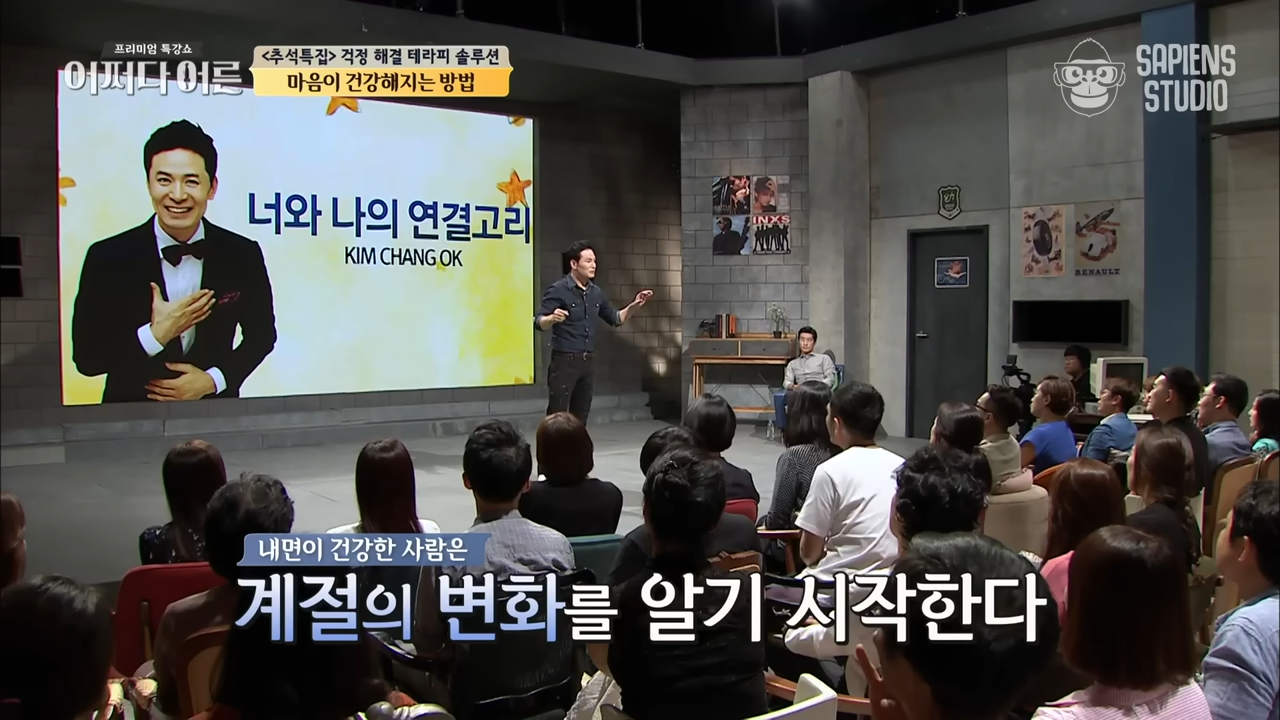 프리미엄 특강쇼
어쩌다 어른
<추석특집> 걱정 해결 테라피 솔루션
마음이 건강해지는 방법
SAPIENS
STUDIO
너와 나의 연결고리
KIM CHANG OK
INXS
RENAULT
내면이 건강한 사람은
계절의 변화를 알기 시작한다